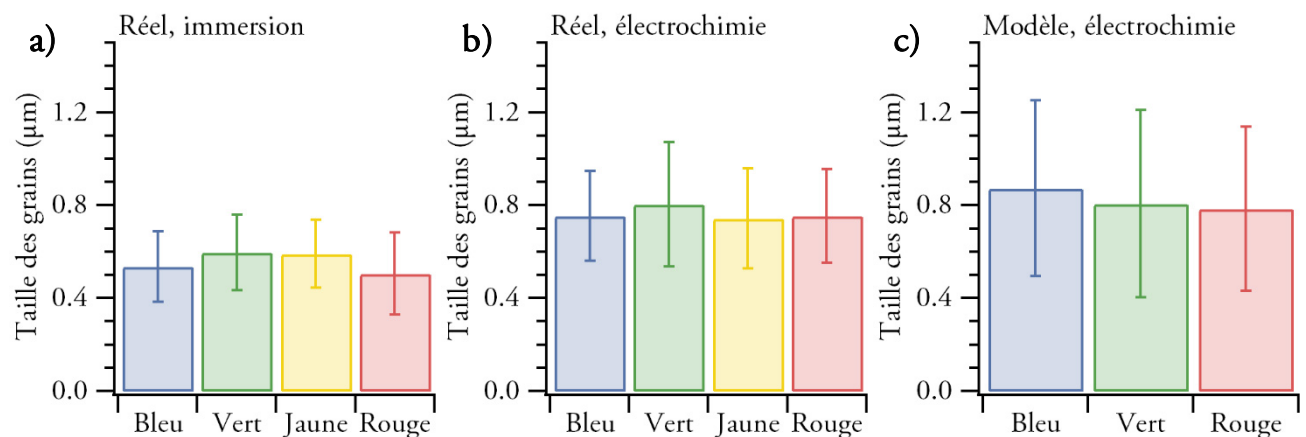 a)
Réel, immersion
Taille des grains (µm)
1.2
0.8
0.4
0.0
Bleu Vert Jaune Rouge
b)
Réel, électrochimie
Taille des grains (µm)
1.2
0.8
0.4
0.0
Bleu Vert Jaune Rouge
c)
Modèle, électrochimie
Taille des grains (µm)
1.2
0.8
0.4
0.0
Bleu Vert Rouge